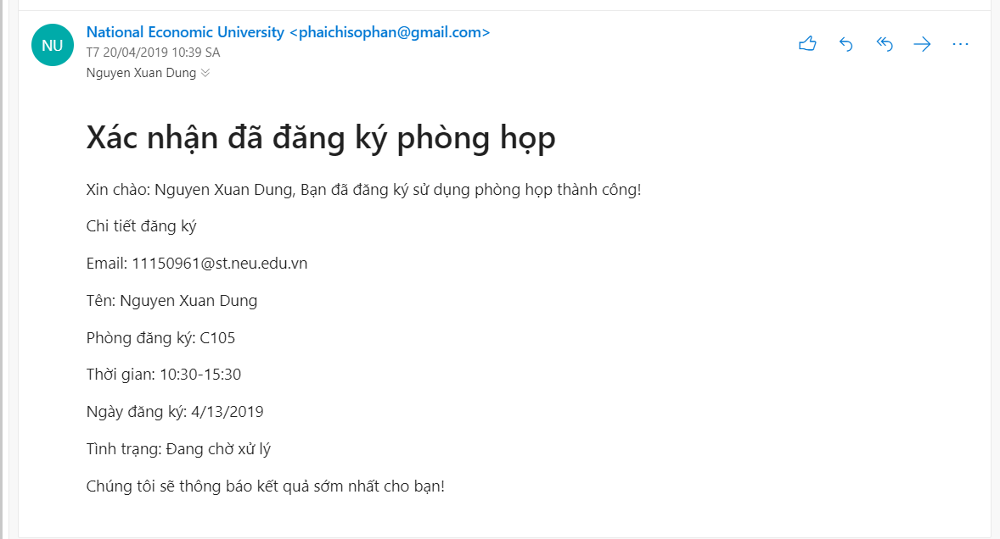 NU
National Economic University <phaichisophan@gmail.com>
T7 20/04/2019 10:39 SA
Nguyen Xuan Dung
Xác nhận đã đăng ký phòng họp
Xin chào: Nguyen Xuan Dung, Bạn đã đăng ký sử dụng phòng họp thành công!
Chi tiết đăng ký
Email: 11150961@st.neu.edu.vn
Tên: Nguyen Xuan Dung
Phòng đăng ký: C105
Thời gian: 10:30-15:30
Ngày đăng ký: 4/13/2019
Tình trạng: Đang chờ xử lý
Chúng tôi sẽ thông báo kết quả sớm nhất cho bạn!